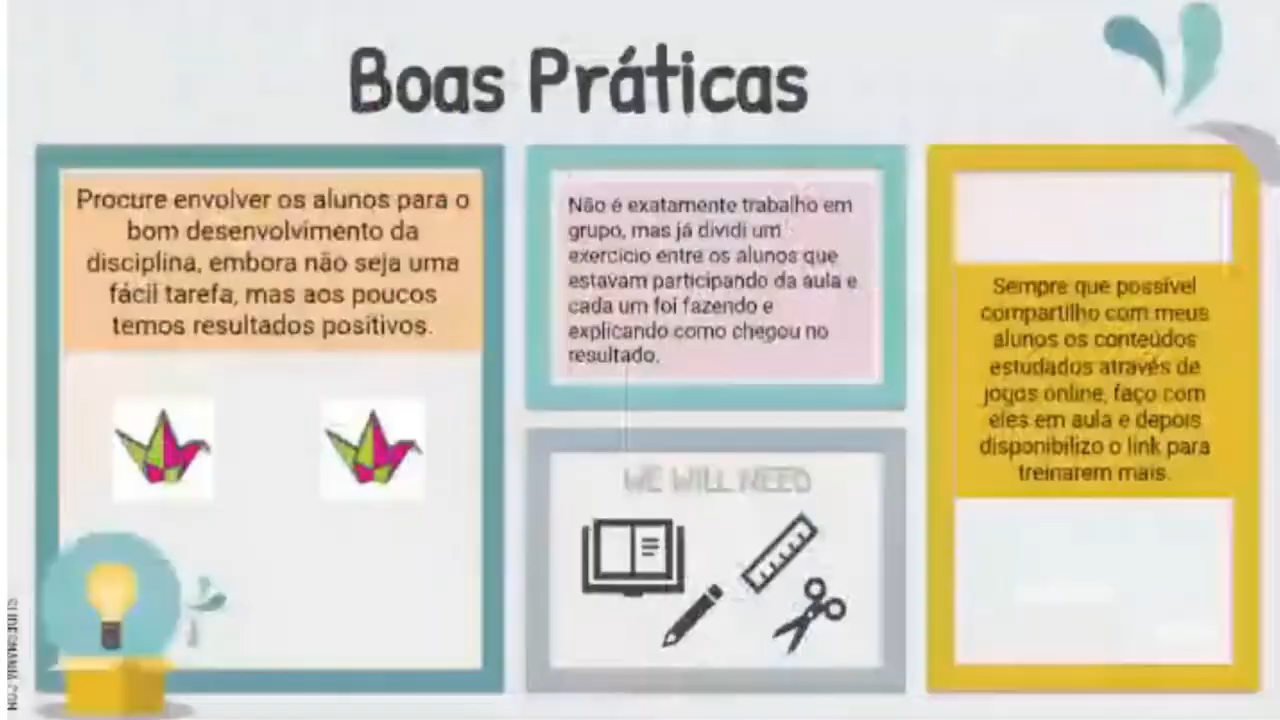 Boas Práticas
Procure envolver os alunos para o
bom desenvolvimento da
disciplina, embora não seja uma
fácil tarefa, mas aos poucos
temos resultados positivos.
Não é exatamente trabalho em
grupo, mas já dividi um
exercício entre os alunos que
estavam participando da aula e
cada um foi fazendo e
explicando como chegou no
resultado.
WE WILL NEED
Sempre que possível
compartilho com meus
alunos os conteúdos
estudados através de
jogos online, faço com
eles em aula e depois
disponibilizo o link para
treinarem mais.
SLIDESMANIA.COM